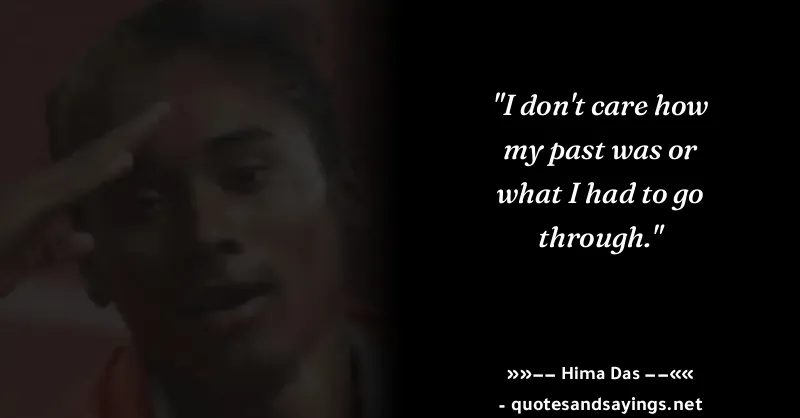 "I don't care how
my past was or
what I had to go
through."
»»–– Hima Das ––««
- quotesandsayings.net